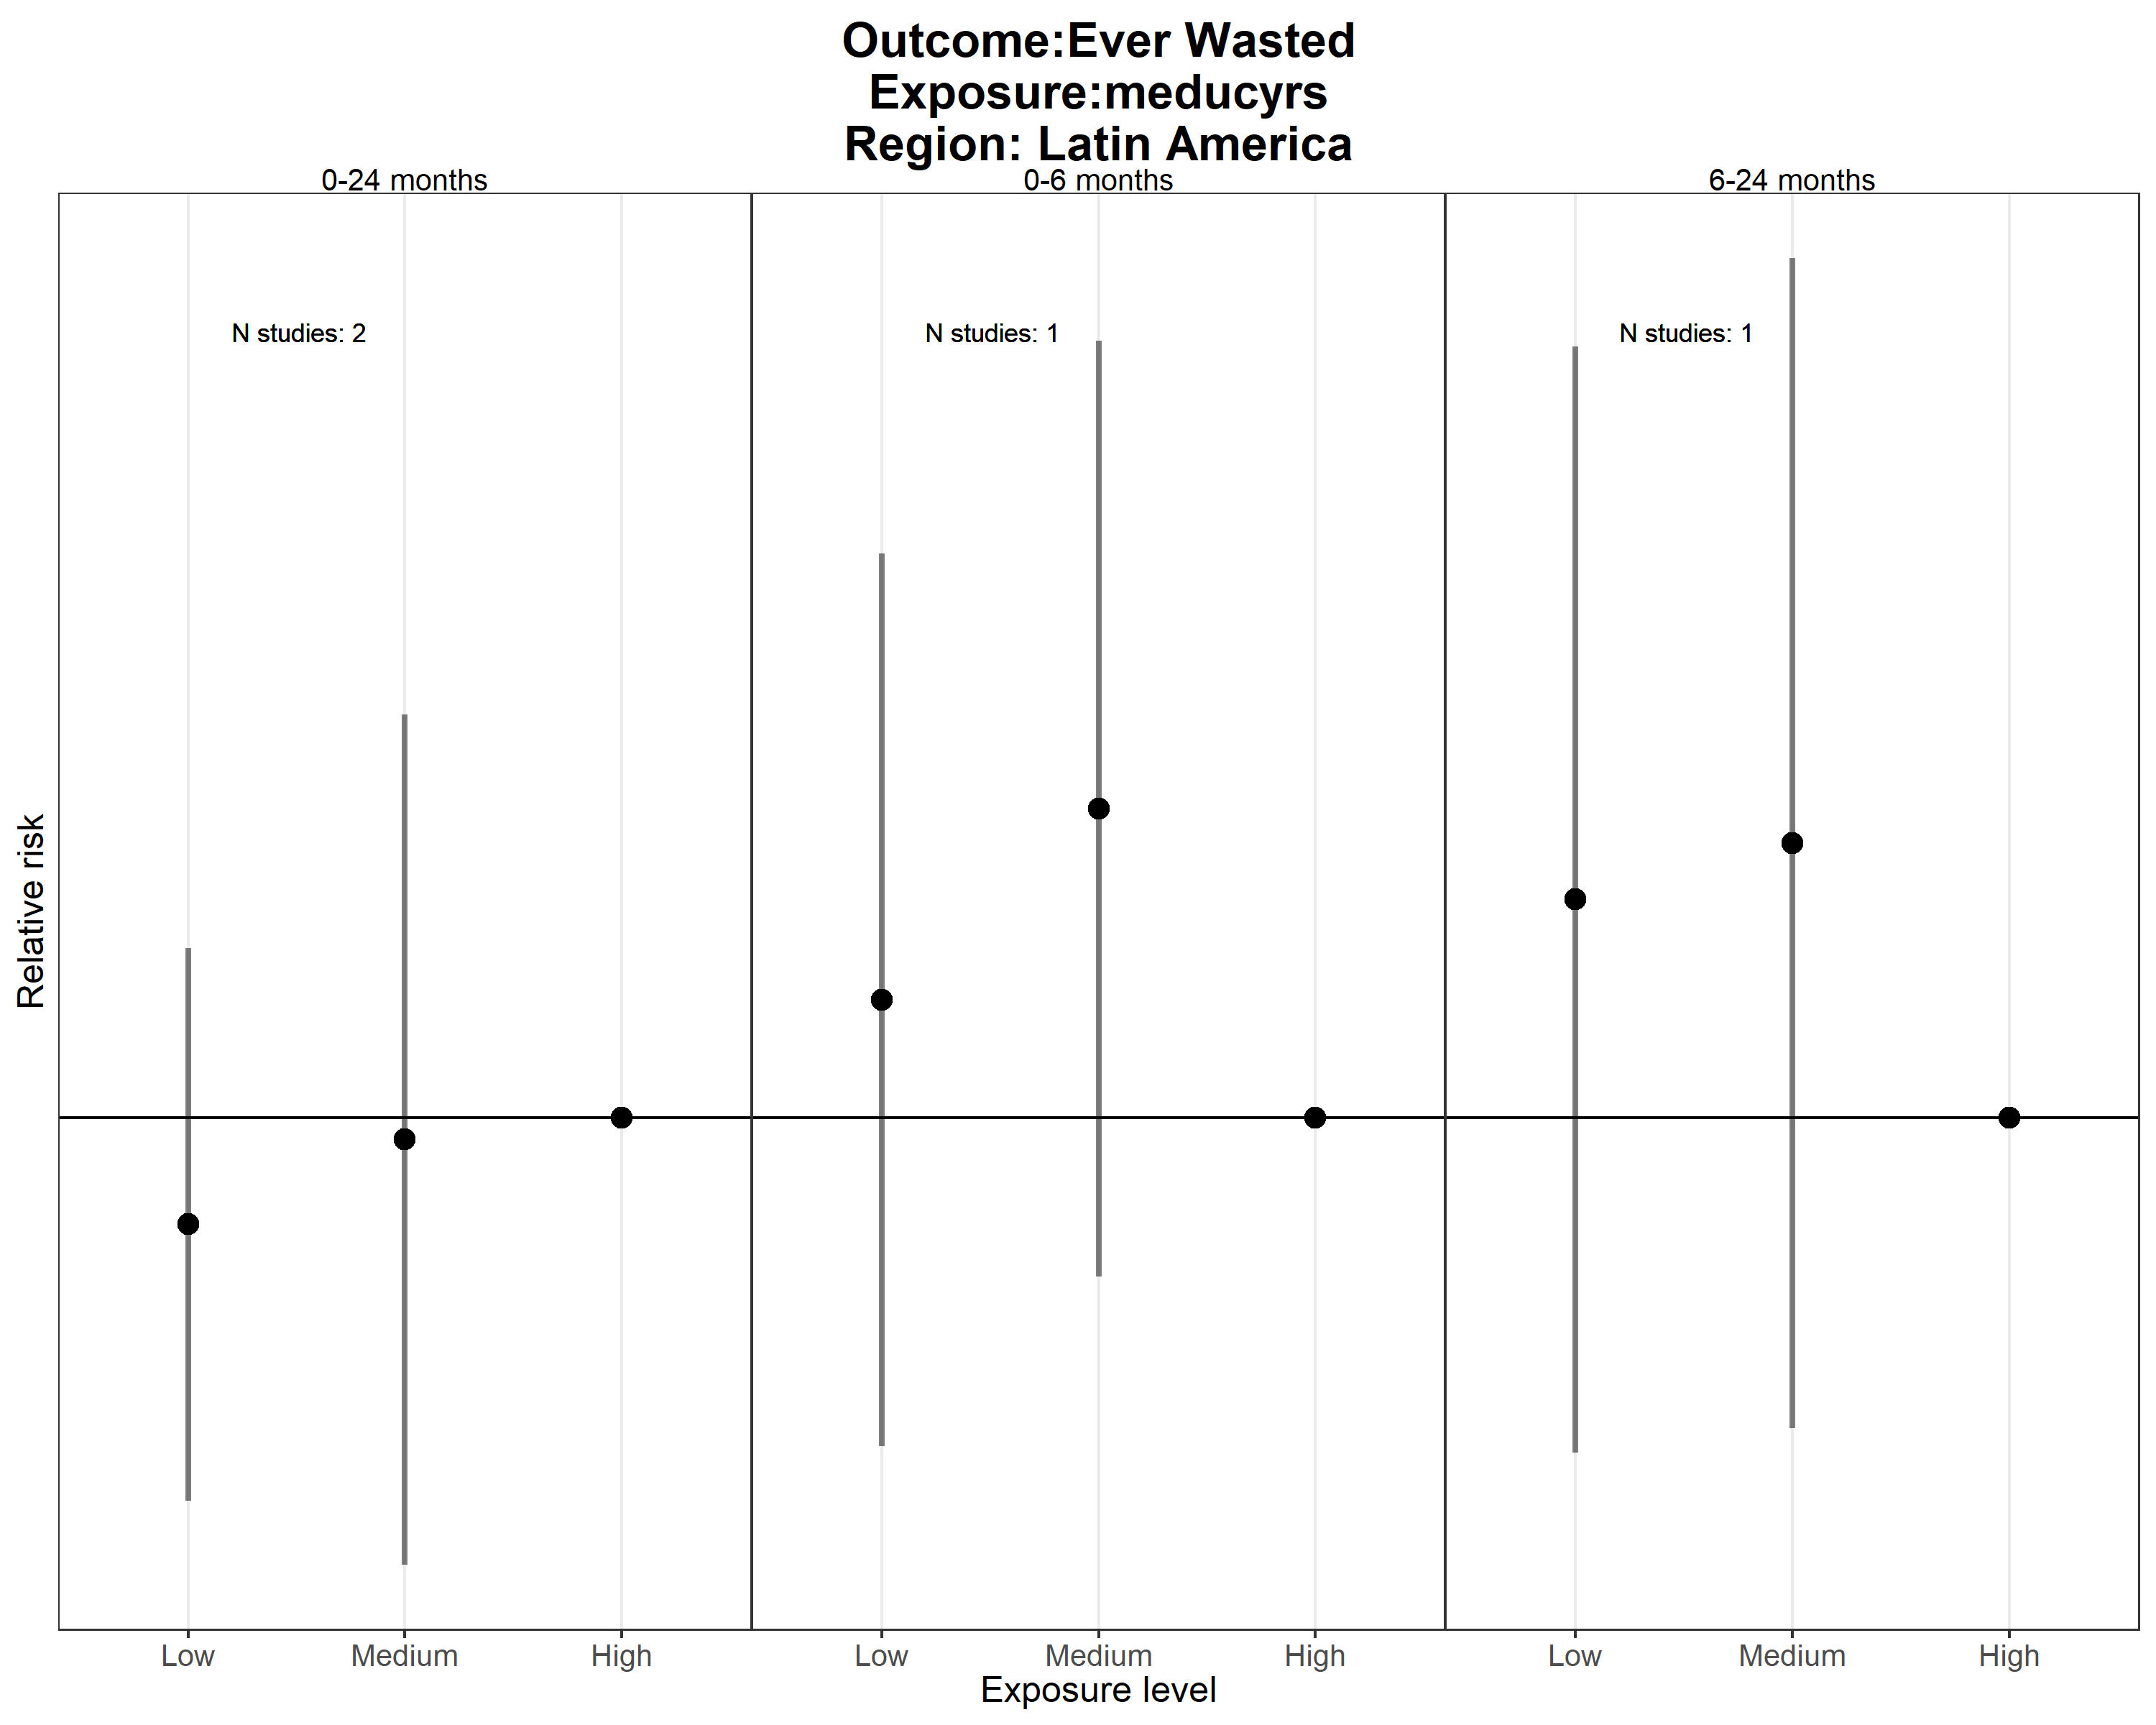 Outcome:Ever Wasted
Exposure:meducyrs
Region: Latin America
0-24 months
0-6 months
6-24 months
N studies: 2
N studies: 1
N studies: 1
Relative risk
Low
Medium
High
Low
Medium
High
Low
Medium
High
Exposure level